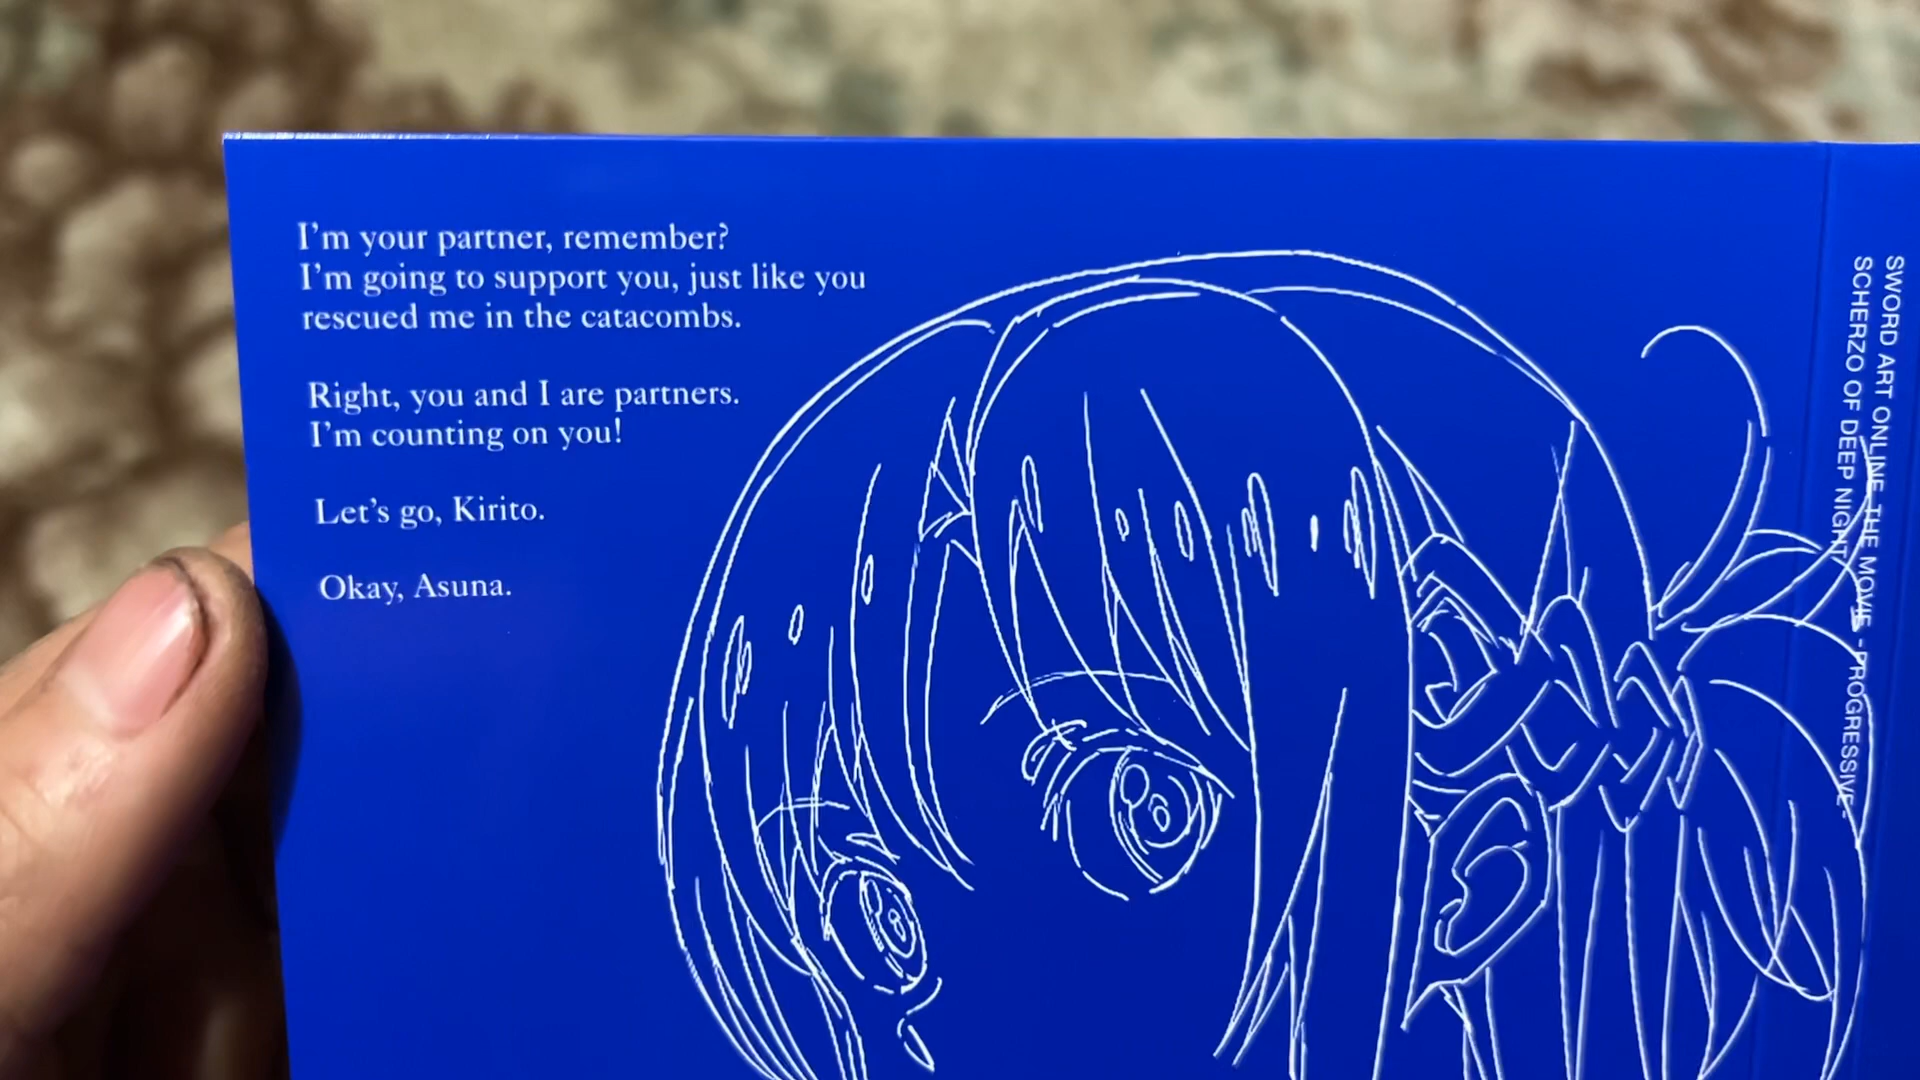 I'm your partner, remember?
I'm going to support you, just like you
rescued me in the catacombs.
Right, you and I are partners.
I'm counting on you!
Let's go, Kirito.
Okay, Asuna.
SWORD ART ONLINE THE MOVIE - PROGRESSIVE -
SCHERZO OF DEEP NIGHT